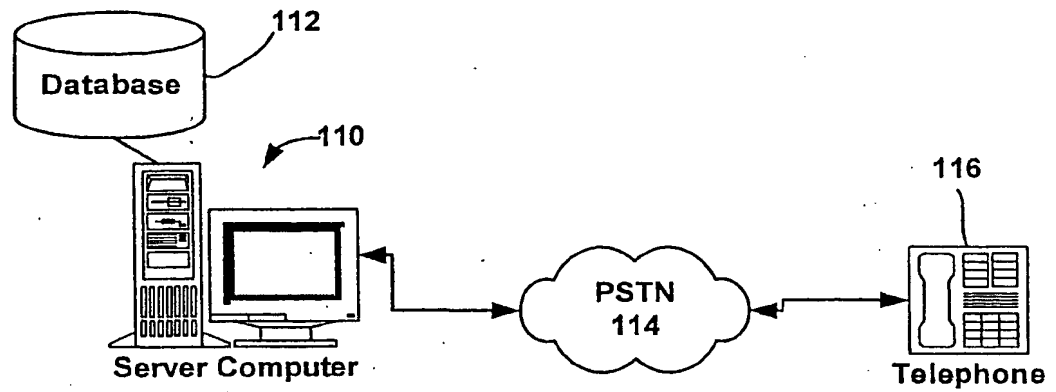 112
Database
110
116
PSTN
114
Server Computer
Telephone